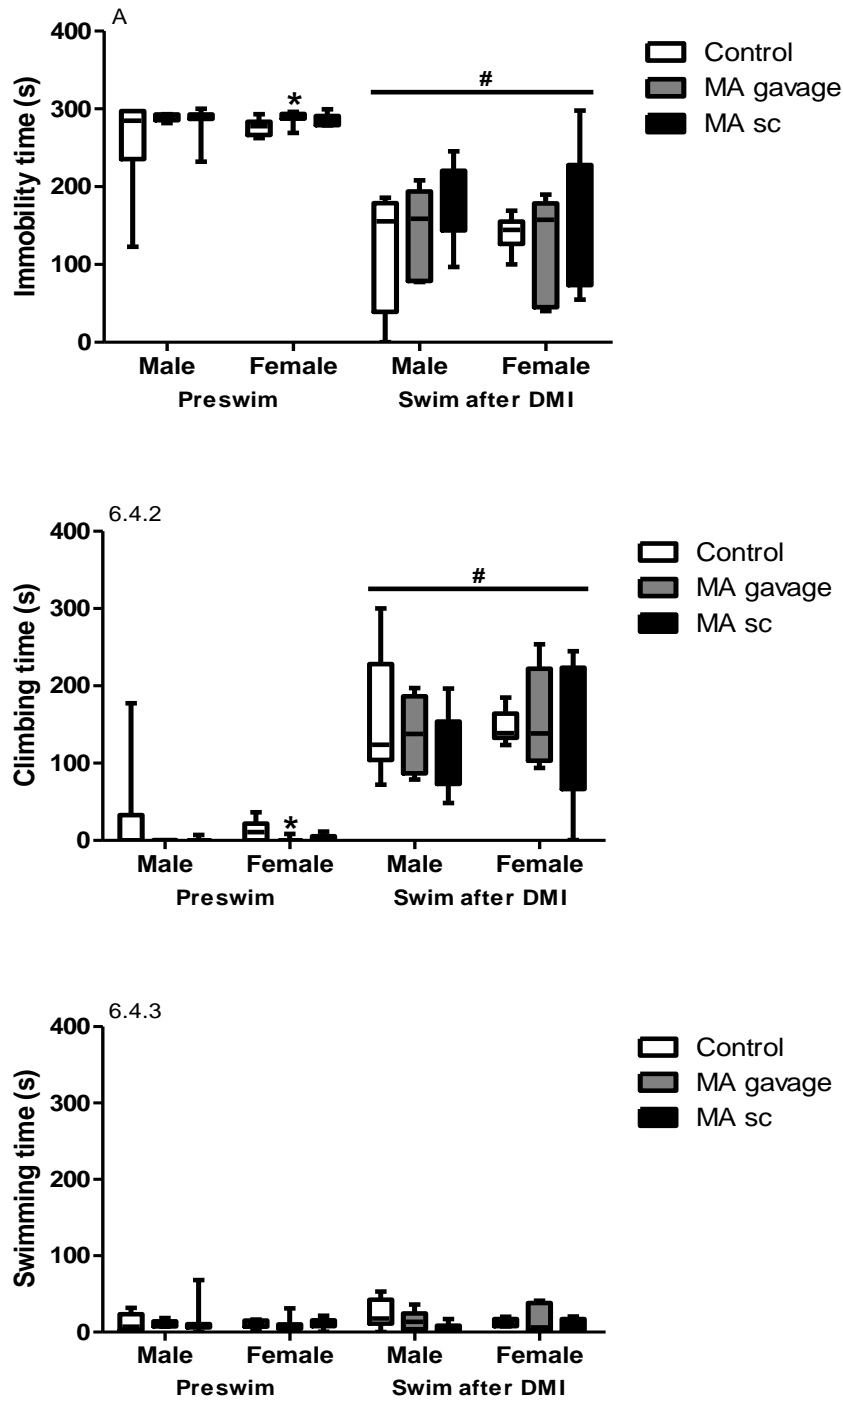 A
400
300
200
100
0
Immobility time (s)
*
#
Male Female Male Female
Preswim Swim after DMI
Control
MA gavage
MA sc
6.4.2
400
300
200
100
0
Climbing time (s)
*
#
Male Female Male Female
Preswim Swim after DMI
Control
MA gavage
MA sc
6.4.3
400
300
200
100
0
Swimming time (s)
Male Female Male Female
Preswim Swim after DMI
Control
MA gavage
MA sc